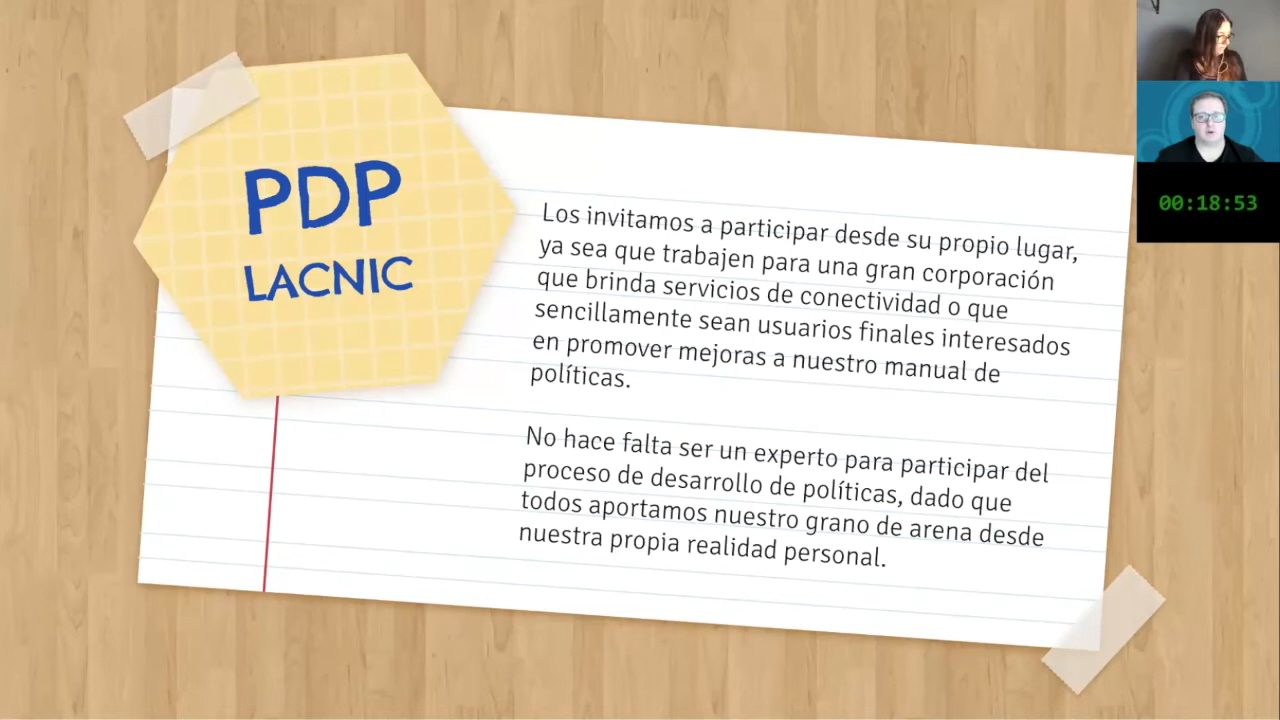 PDP
LACNIC
Los invitamos a participar desde su propio lugar,
ya sea que trabajen para una gran corporación
que brinda servicios de conectividad o que
sencillamente sean usuarios finales interesados
en promover mejoras a nuestro manual de
políticas.
No hace falta ser un experto para participar del
proceso de desarrollo de políticas, dado que
todos aportamos nuestro grano de arena desde
nuestra propia realidad personal.
00:18:53